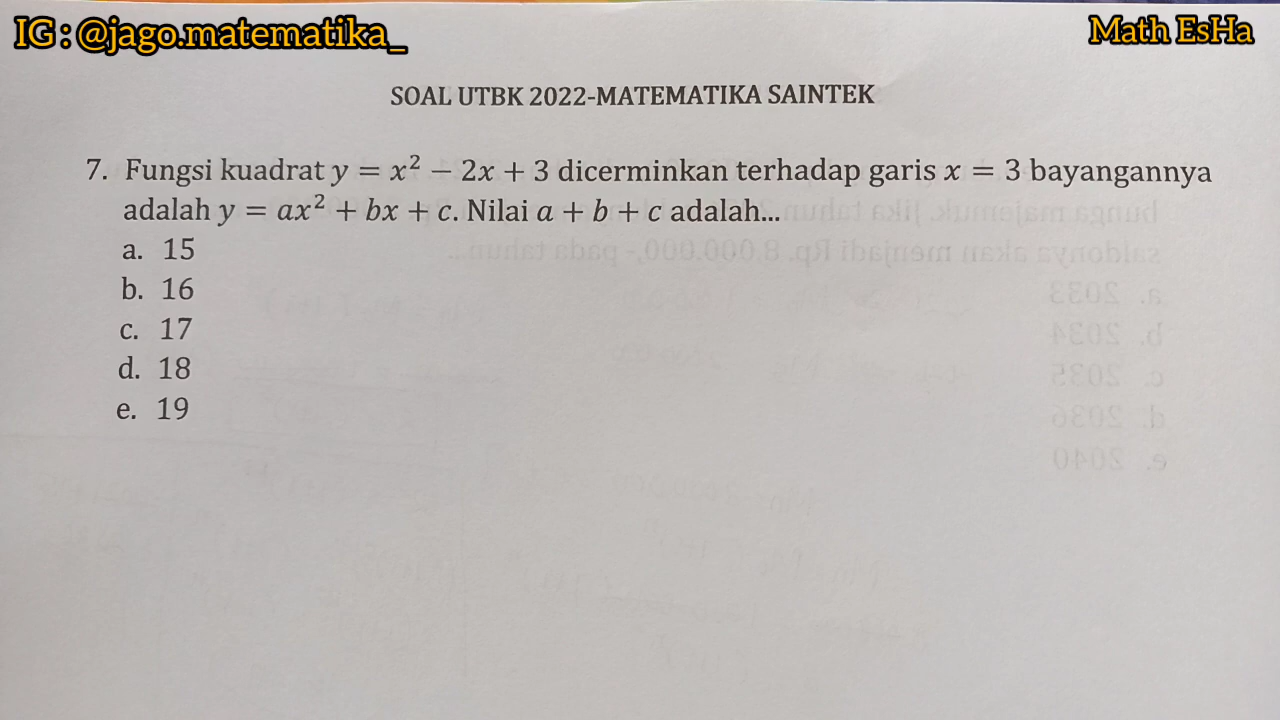 IG : @jago.matematika_
Math EsHa
SOAL UTBK 2022-MATEMATIKA SAINTEK
7. Fungsi kuadrat y = x² − 2x + 3 dicerminkan terhadap garis x = 3 bayangannya
adalah y = ax² + bx + c. Nilai a + b + c adalah...
a. 15
b. 16
c. 17
d. 18
e. 19